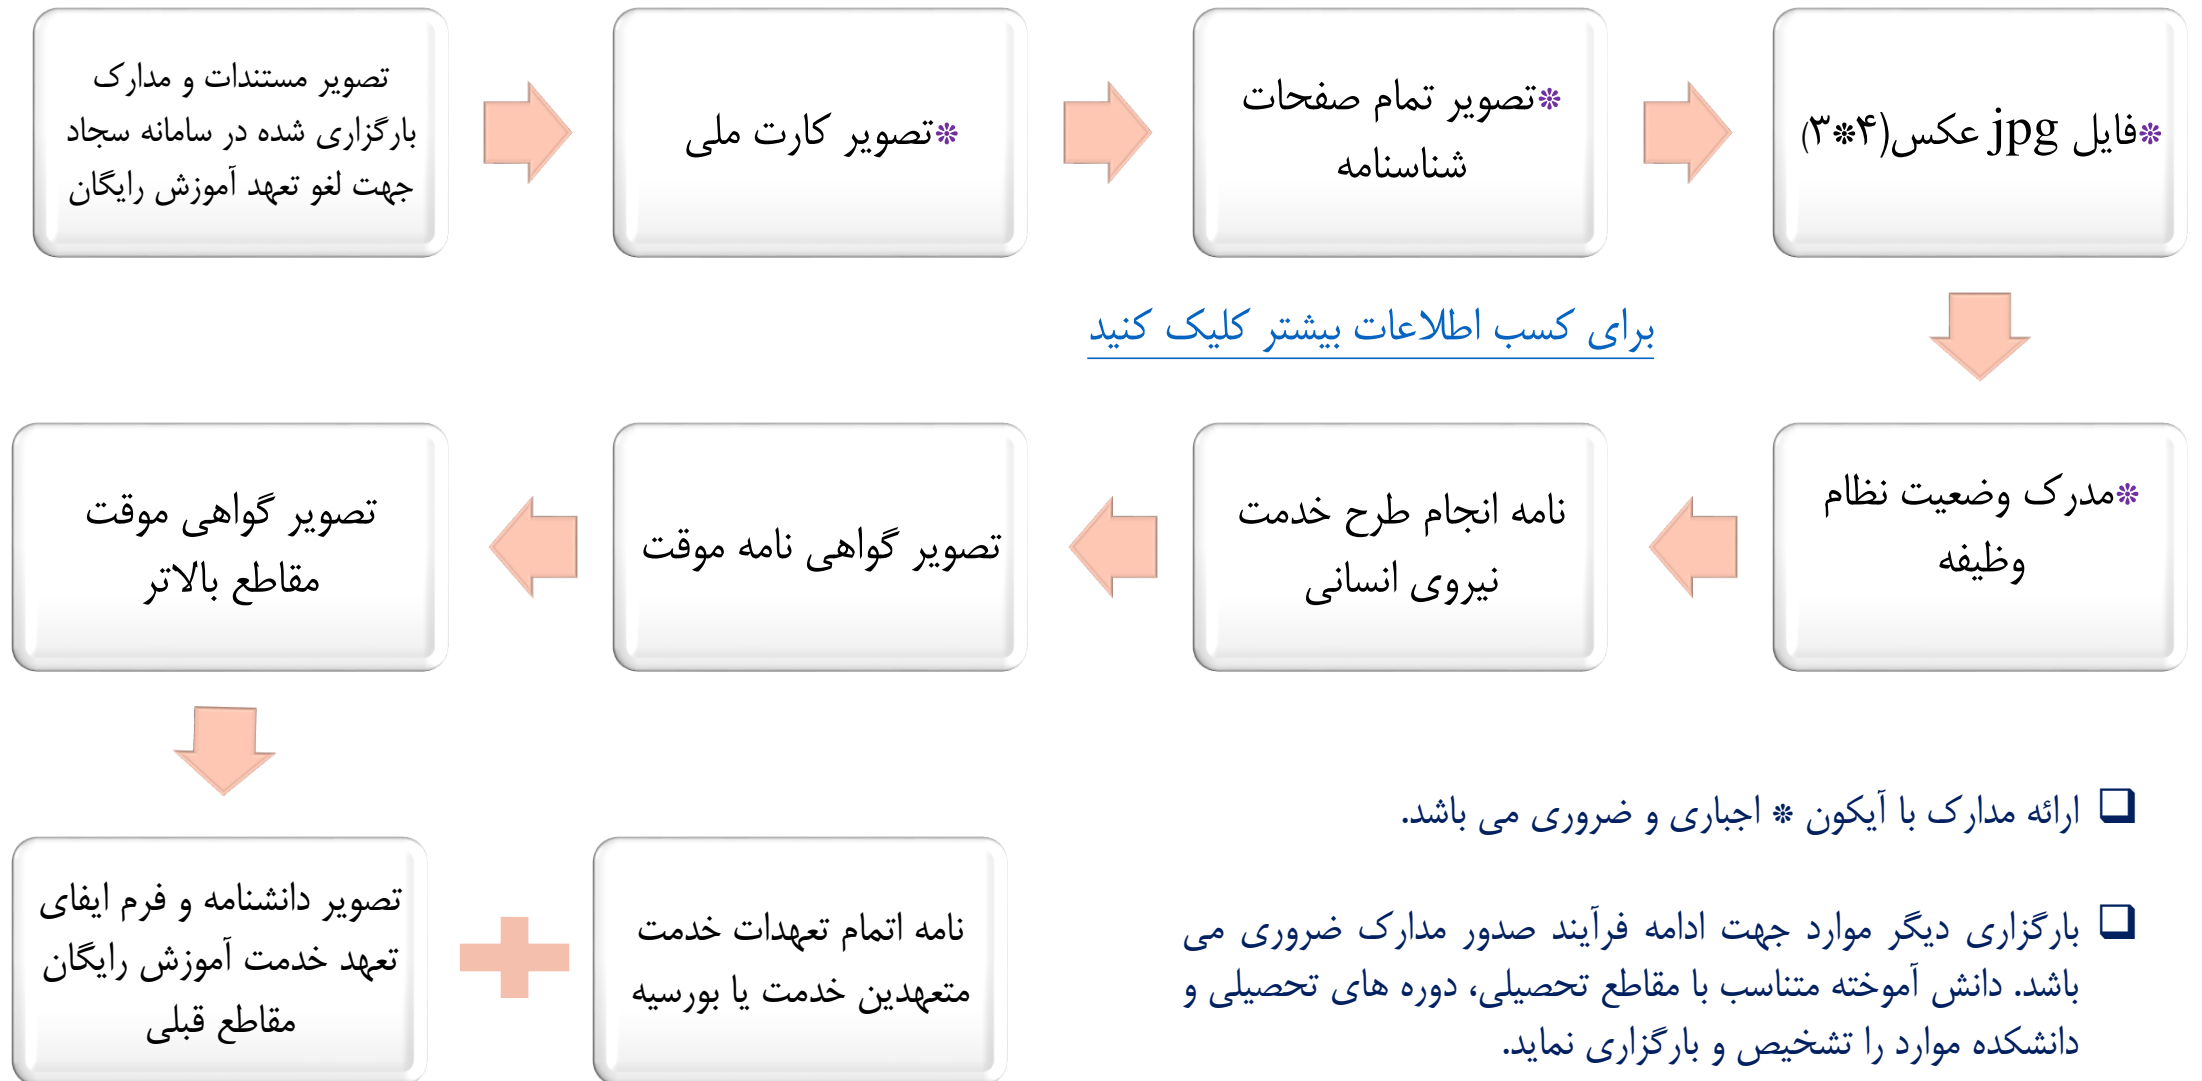 تصویر مستندات و مدارک
بارگزاری شده در سامانه سجاد
جهت لغو تعهد آموزش رایگان
*تصویر کارت ملی
*تصویر تمام صفحات
شناسنامه
*فایل jpg عکس(۴*۳)
برای کسب اطلاعات بیشتر کلیک کنید
*مدرک وضعیت نظام
وظیفه
نامه انجام طرح خدمت
نیروی انسانی
تصویر گواهی نامه موقت
تصویر گواهی موقت
مقاطع بالاتر
تصویر دانشنامه و فرم ایفای
تعهد خدمت آموزش رایگان
مقاطع قبلی
نامه اتمام تعهدات خدمت
متعهدین خدمت یا بورسیه
❑ ارائه مدارک با آیکون * اجباری و ضروری می باشد.
❑ بارگزاری دیگر موارد جهت ادامه فرآیند صدور مدارک ضروری می
باشد. دانش آموخته متناسب با مقاطع تحصیلی، دوره های تحصیلی و
دانشکده موارد را تشخیص و بارگزاری نماید.